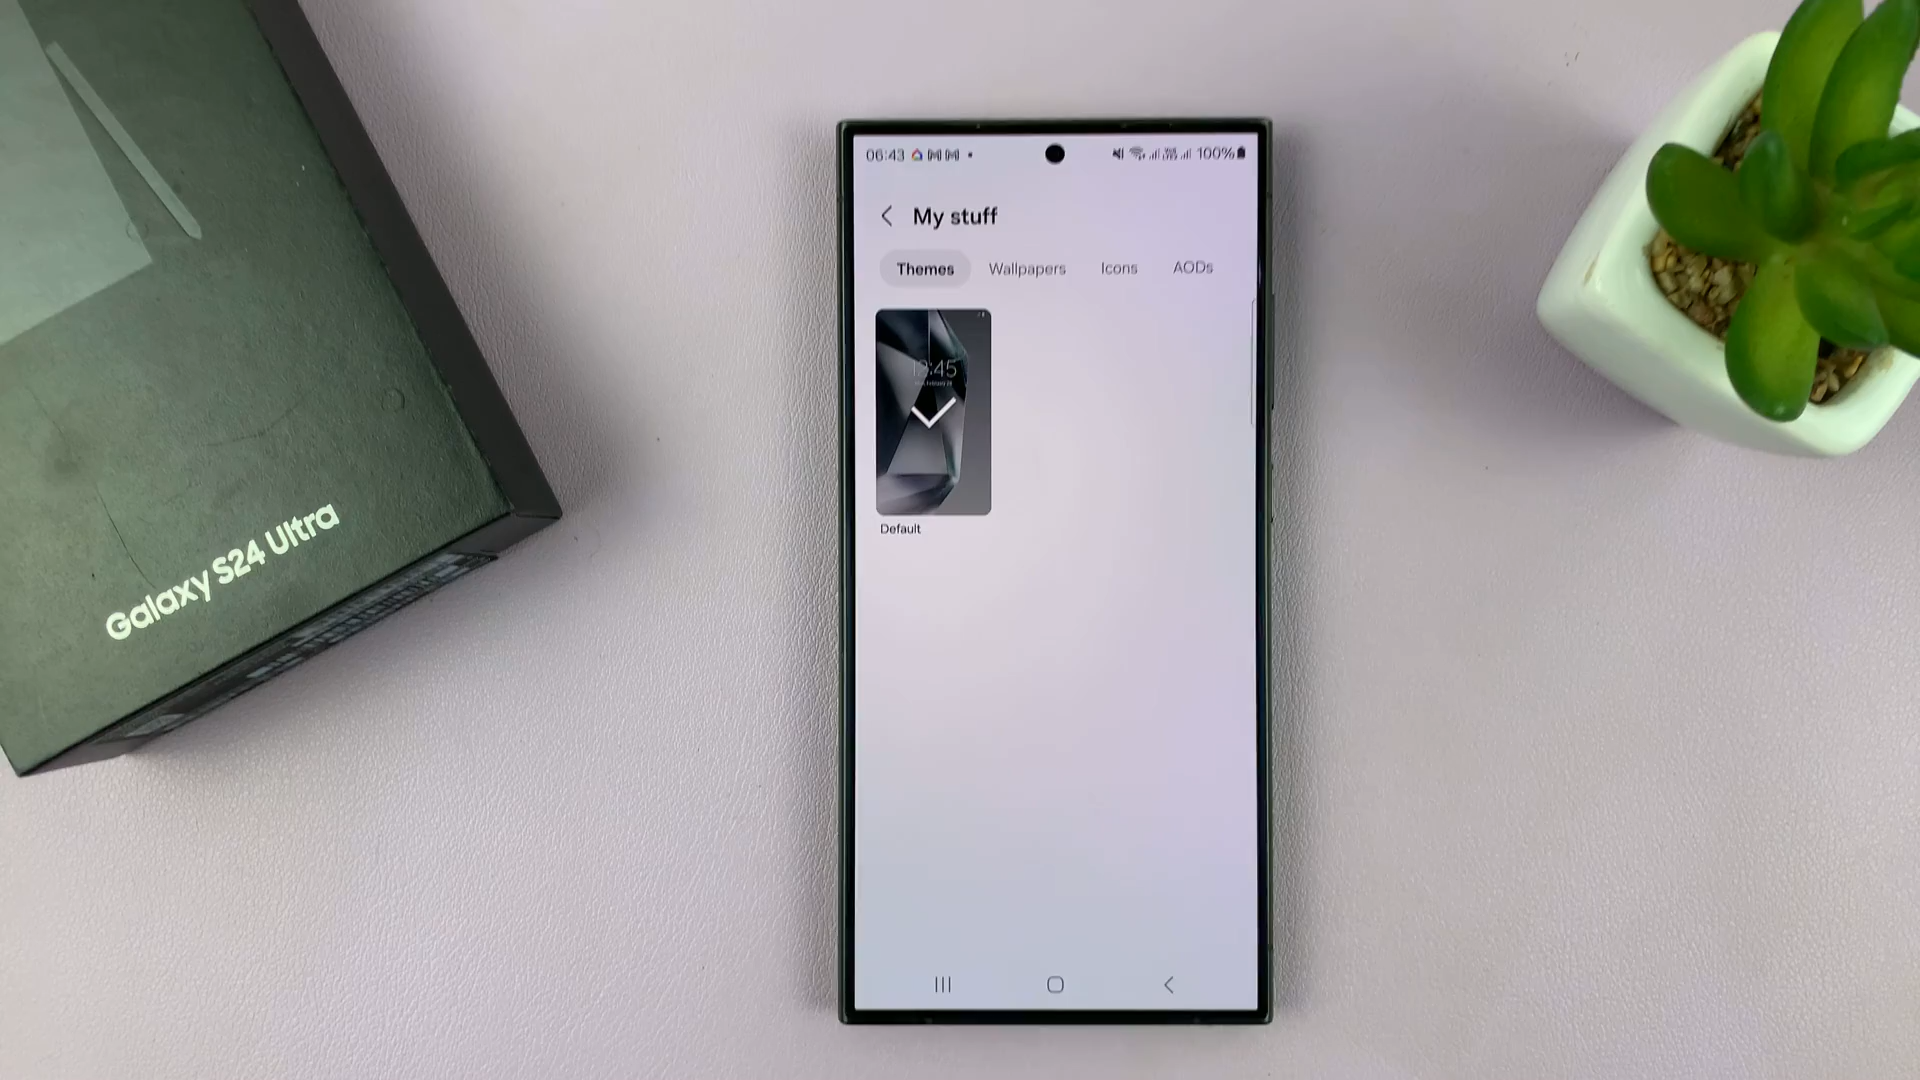 06:43 100%
My stuff
Themes Wallpapers Icons AODs
Default
Galaxy S24 Ultra